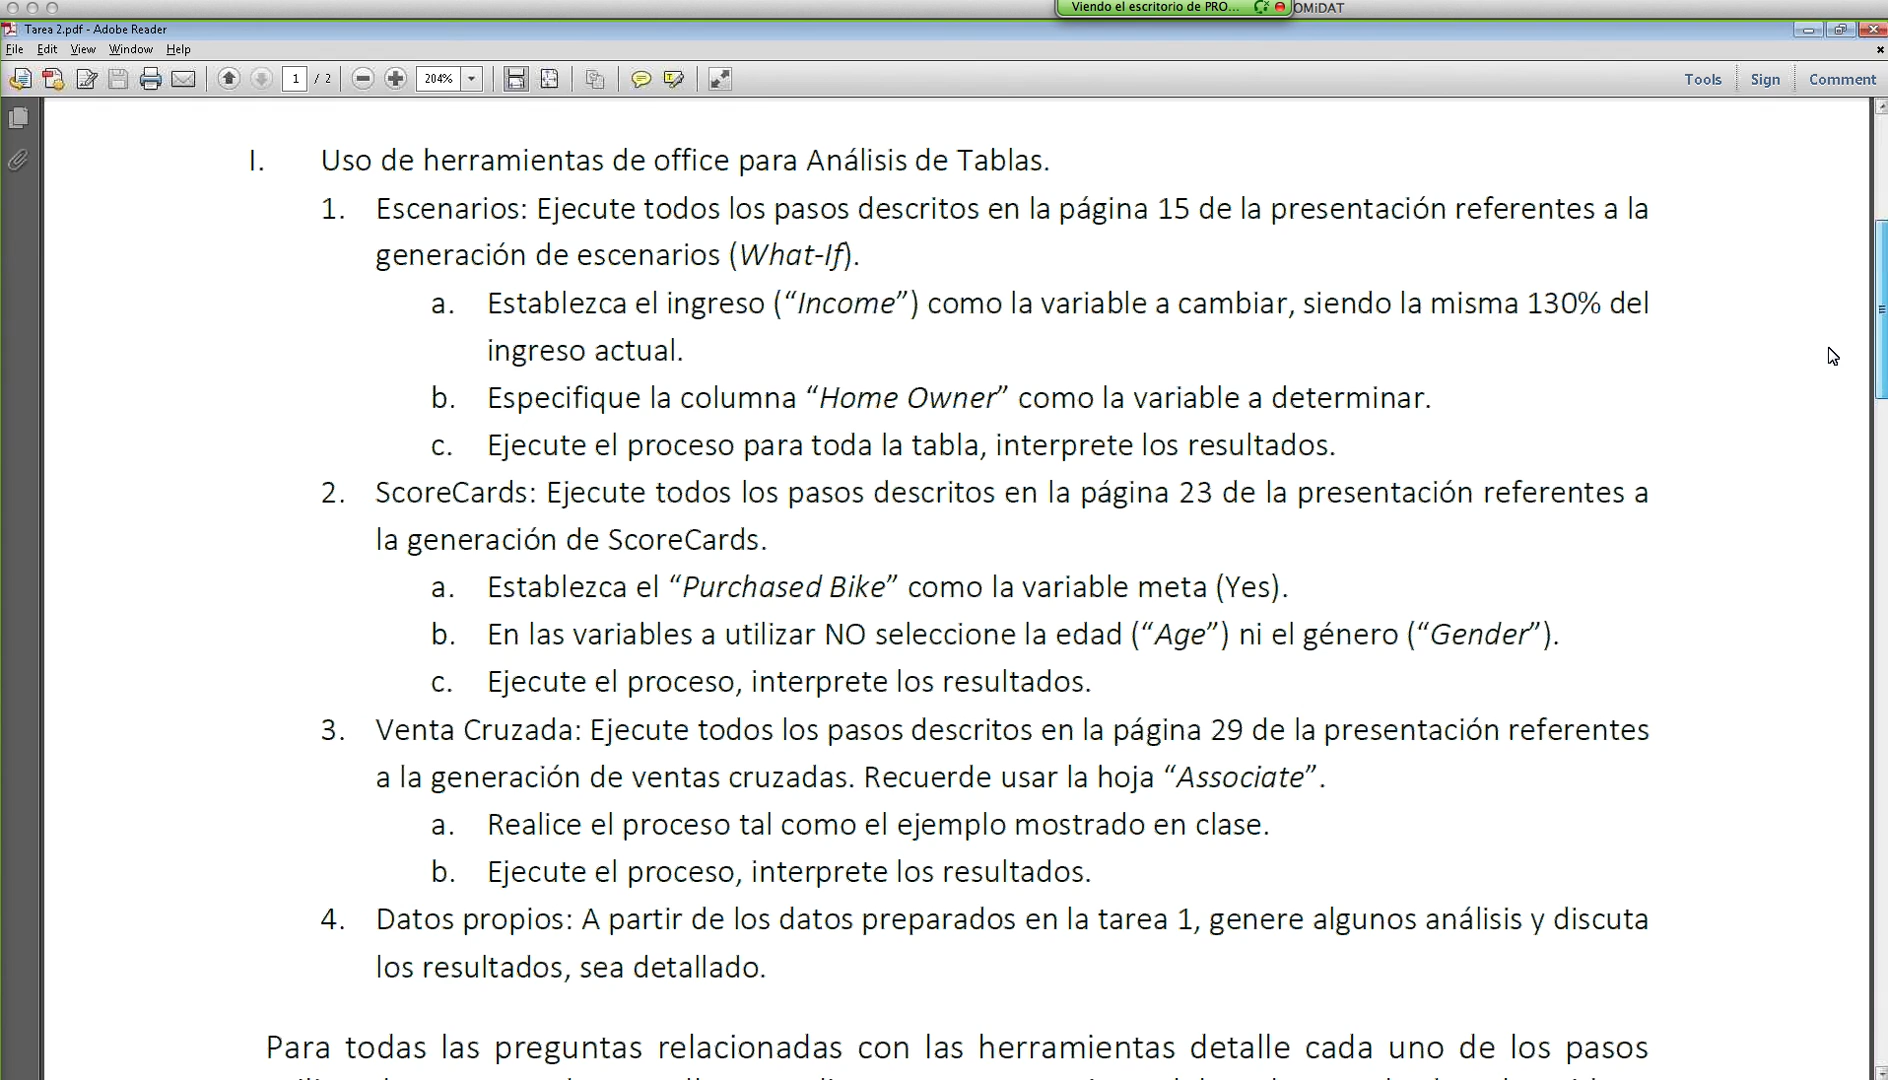 Viendo el escritorio de PRO...
OMiDAT
Tarea 2.pdf - Adobe Reader
File Edit View Window Help
1 / 2 204% Tools Sign Comment
I. Uso de herramientas de office para Análisis de Tablas.
1. Escenarios: Ejecute todos los pasos descritos en la página 15 de la presentación referentes a la
generación de escenarios (What-If).
a. Establezca el ingreso (“Income”) como la variable a cambiar, siendo la misma 130% del
ingreso actual.
b. Especifique la columna “Home Owner” como la variable a determinar.
c. Ejecute el proceso para toda la tabla, interprete los resultados.
2. ScoreCards: Ejecute todos los pasos descritos en la página 23 de la presentación referentes a
la generación de ScoreCards.
a. Establezca el “Purchased Bike” como la variable meta (Yes).
b. En las variables a utilizar NO seleccione la edad (“Age”) ni el género (“Gender”).
c. Ejecute el proceso, interprete los resultados.
3. Venta Cruzada: Ejecute todos los pasos descritos en la página 29 de la presentación referentes
a la generación de ventas cruzadas. Recuerde usar la hoja “Associate”.
a. Realice el proceso tal como el ejemplo mostrado en clase.
b. Ejecute el proceso, interprete los resultados.
4. Datos propios: A partir de los datos preparados en la tarea 1, genere algunos análisis y discuta
los resultados, sea detallado.
Para todas las preguntas relacionadas con las herramientas detalle cada uno de los pasos